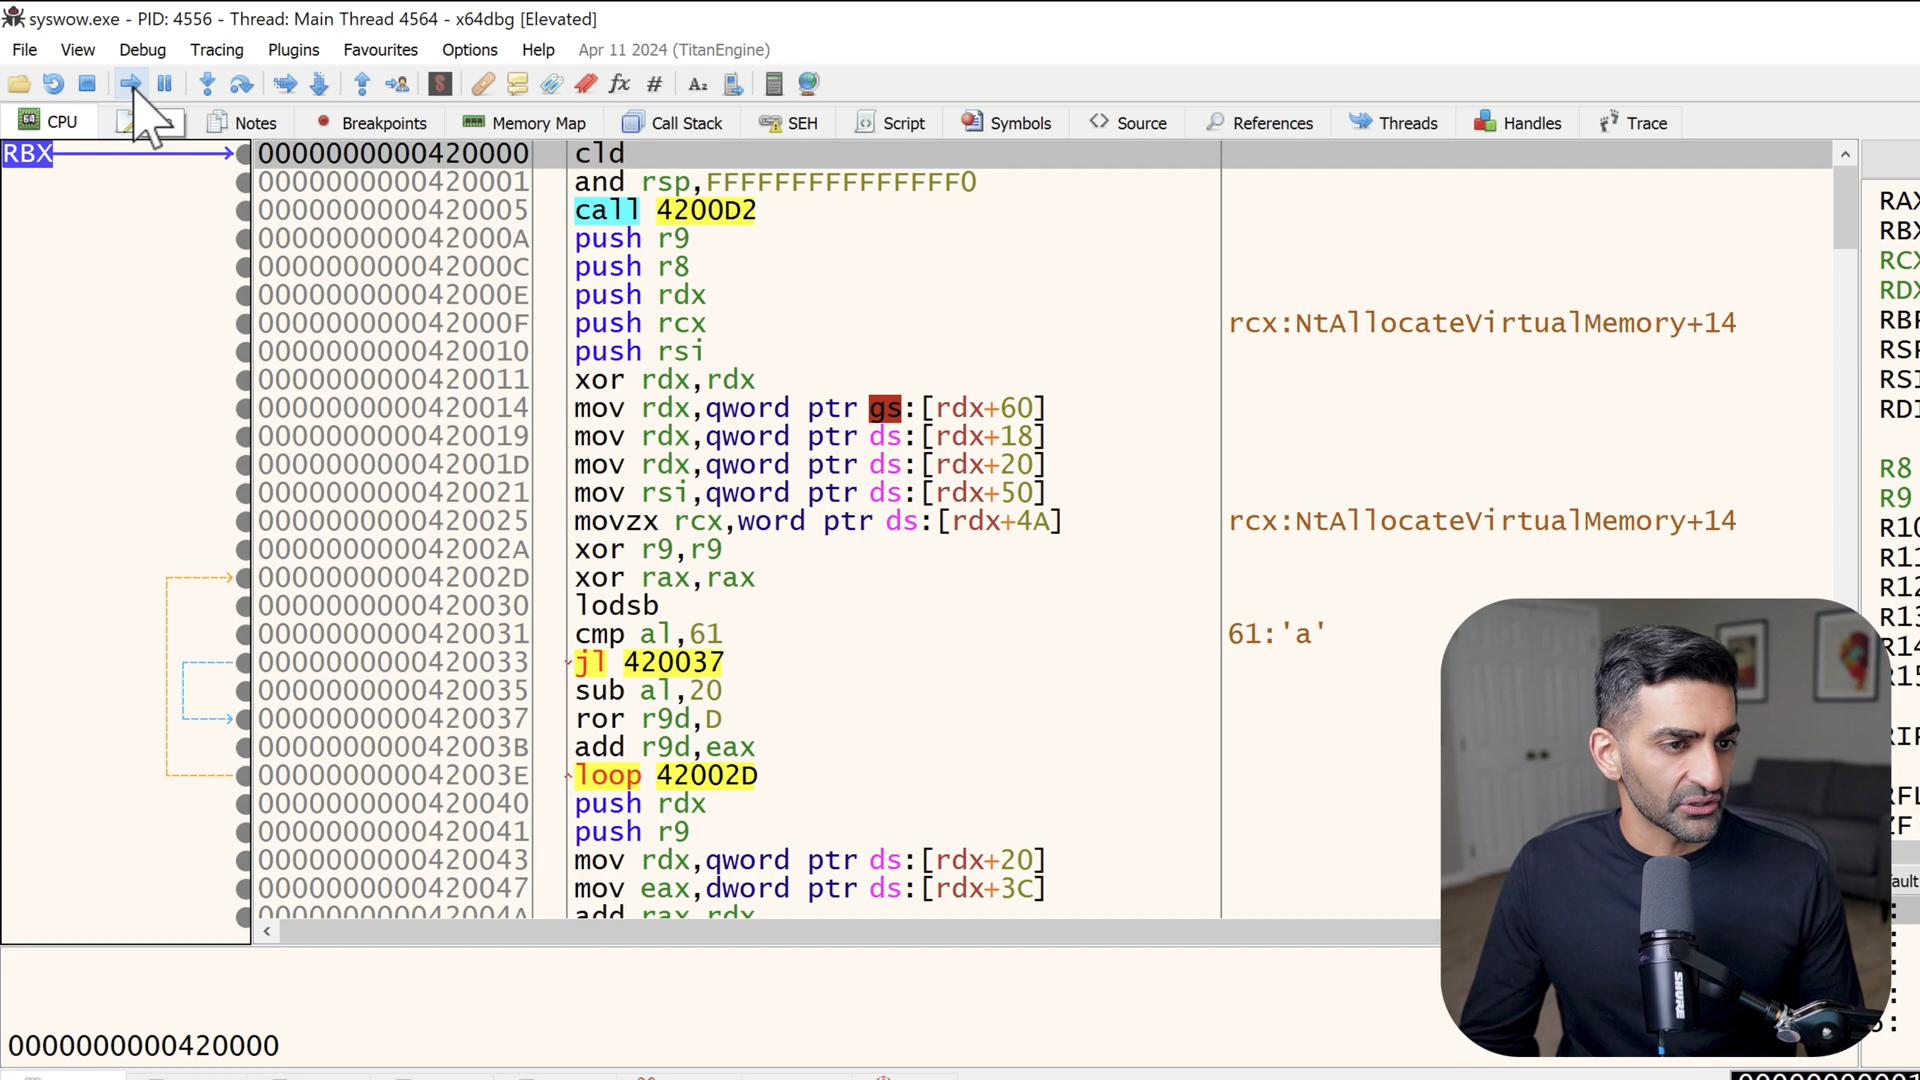 syswow.exe - PID: 4556 - Thread: Main Thread 4564 - x64dbg [Elevated]
File View Debug Tracing Plugins Favourites Options Help Apr 11 2024 (TitanEngine)
CPU Notes Breakpoints Memory Map Call Stack SEH Script Symbols Source References Threads Handles Trace
RBX 0000000000420000 cld
0000000000420001 and rsp,FFFFFFFFFFFFFFF0
0000000000420005 call 4200D2
000000000042000A push r9
000000000042000C push r8
000000000042000E push rdx
000000000042000F push rcx rcx:NtAllocateVirtualMemory+14
0000000000420010 push rsi
0000000000420011 xor rdx,rdx
0000000000420014 mov rdx,qword ptr gs:[rdx+60]
0000000000420019 mov rdx,qword ptr ds:[rdx+18]
000000000042001D mov rdx,qword ptr ds:[rdx+20]
0000000000420021 mov rsi,qword ptr ds:[rdx+50]
0000000000420025 movzx rcx,word ptr ds:[rdx+4A] rcx:NtAllocateVirtualMemory+14
000000000042002A xor r9,r9
000000000042002D xor rax,rax
0000000000420030 lodsb
0000000000420031 cmp al,61 61:'a'
0000000000420033 jl 420037
0000000000420035 sub al,20
0000000000420037 ror r9d,D
000000000042003B add r9d,eax
000000000042003E loop 42002D
0000000000420040 push rdx
0000000000420041 push r9
0000000000420043 mov rdx,qword ptr ds:[rdx+20]
0000000000420047 mov eax,dword ptr ds:[rdx+3C]
000000000042004A add rax,rdx
0000000000420000
R8
R9
SHURE